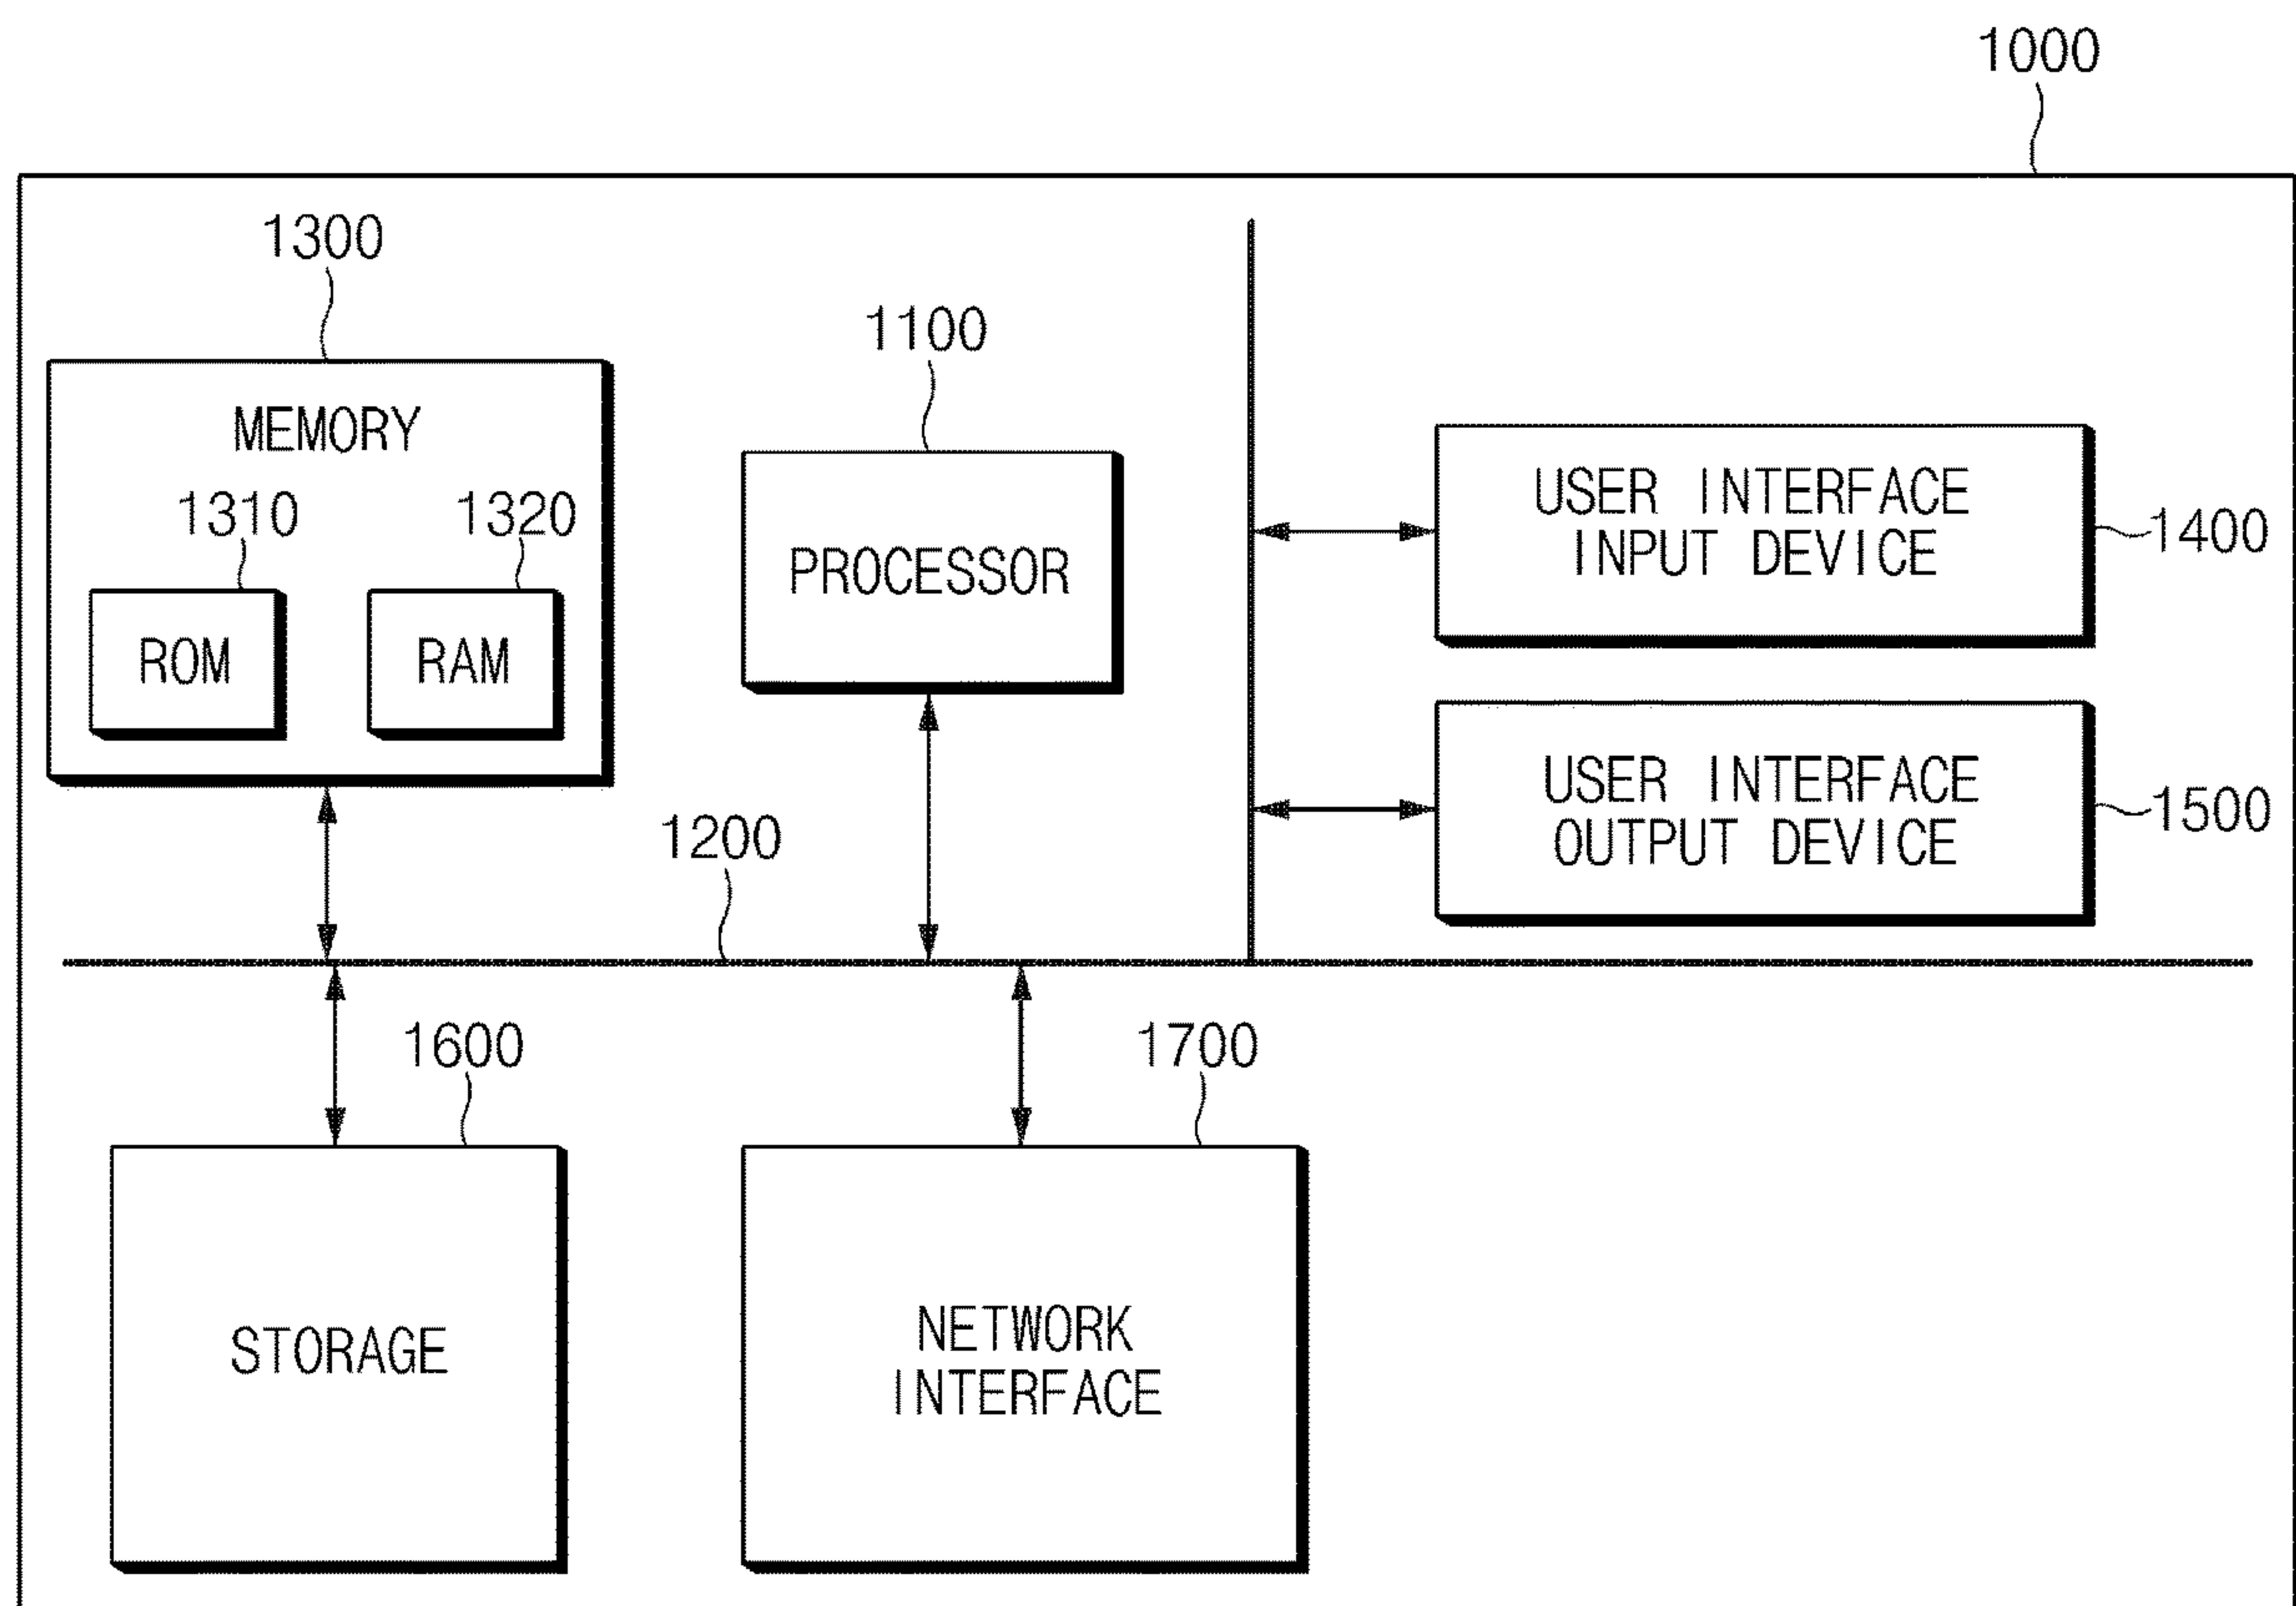 1000
1300
1100
MEMORY
1310
1320
ROM
RAM
PROCESSOR
USER INTERFACE
INPUT DEVICE
1400
USER INTERFACE
OUTPUT DEVICE
1500
1200
1600
1700
STORAGE
NETWORK
INTERFACE